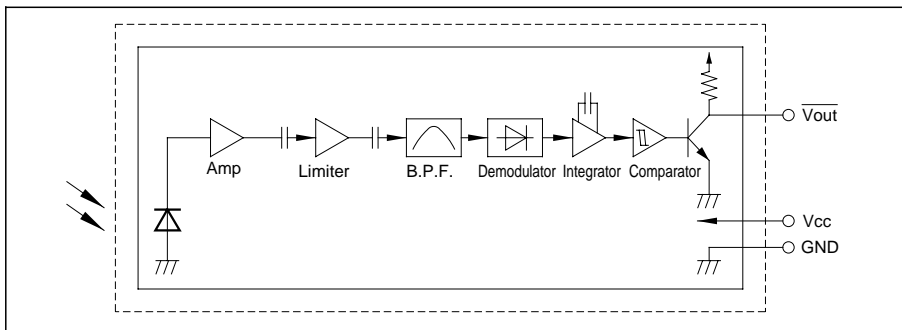 Amp
Limiter
B.P.F.
Demodulator
Integrator
Comparator
Vout
Vcc
GND